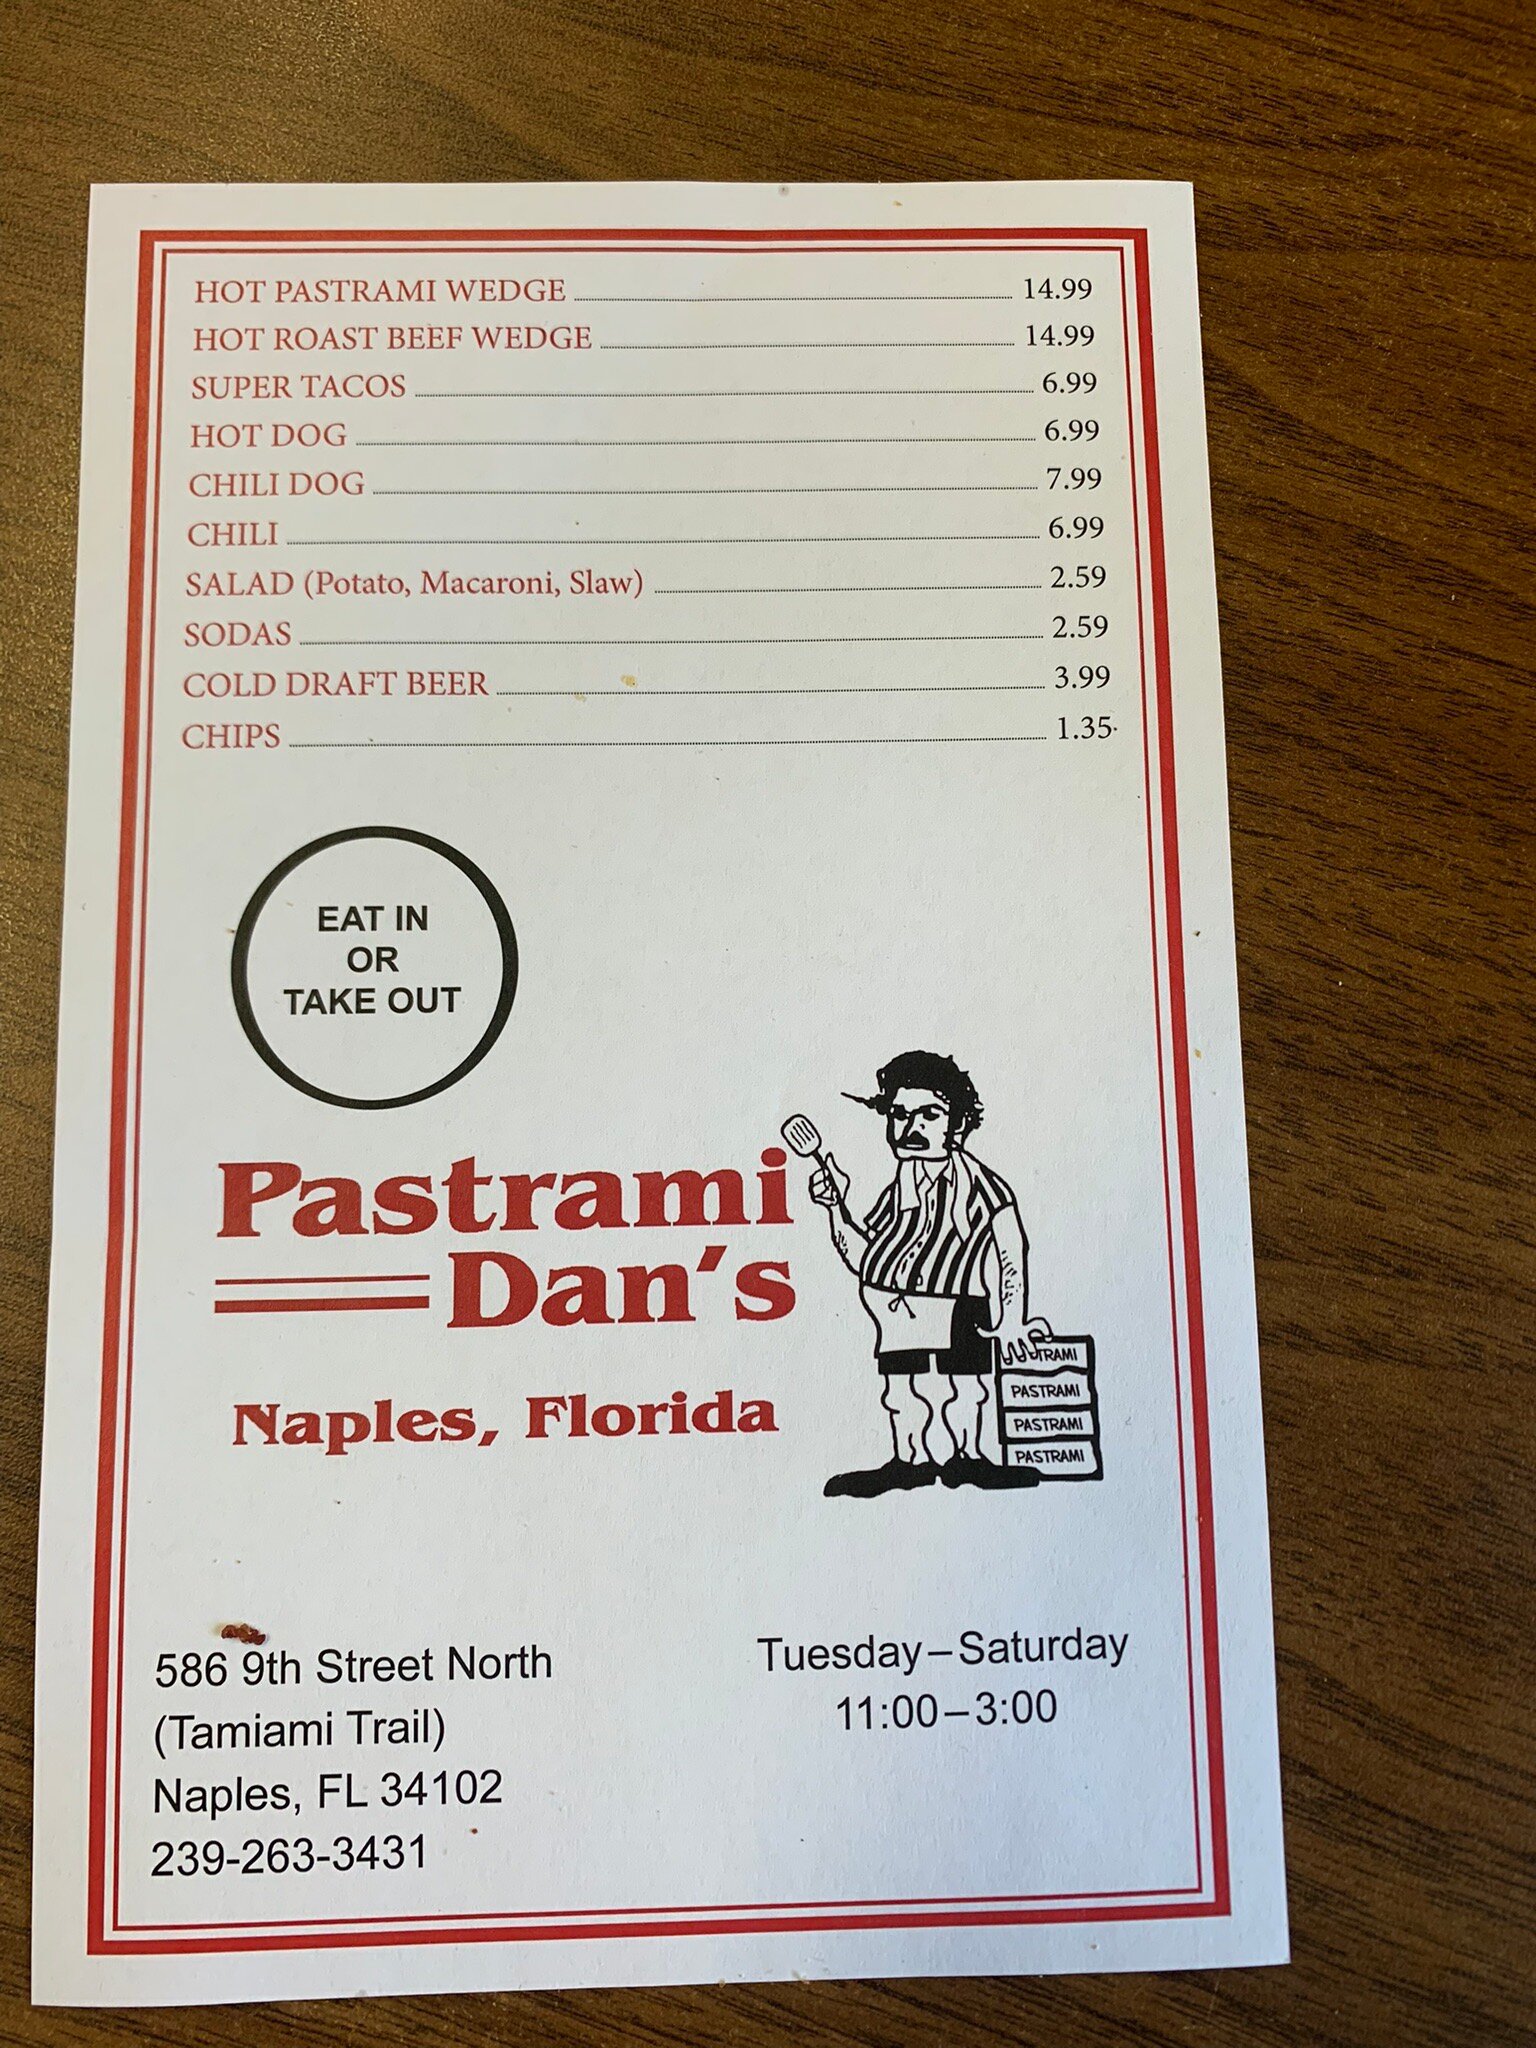 HOT PASTRAMI WEDGE 14.99
HOT ROAST BEEF WEDGE 14.99
SUPER TACOS 6.99
HOT DOG 6.99
CHILI DOG 7.99
CHILI 6.99
SALAD (Potato, Macaroni, Slaw) 2.59
SODAS 2.59
COLD DRAFT BEER 3.99
CHIPS 1.35
EAT IN
OR
TAKE OUT
Pastrami
Dan's
Naples, Florida
TRAMI
PASTRAMI
PASTRAMI
PASTRAMI
586 9th Street North
(Tamiami Trail)
Naples, FL 34102
239-263-3431
Tuesday–Saturday
11:00–3:00